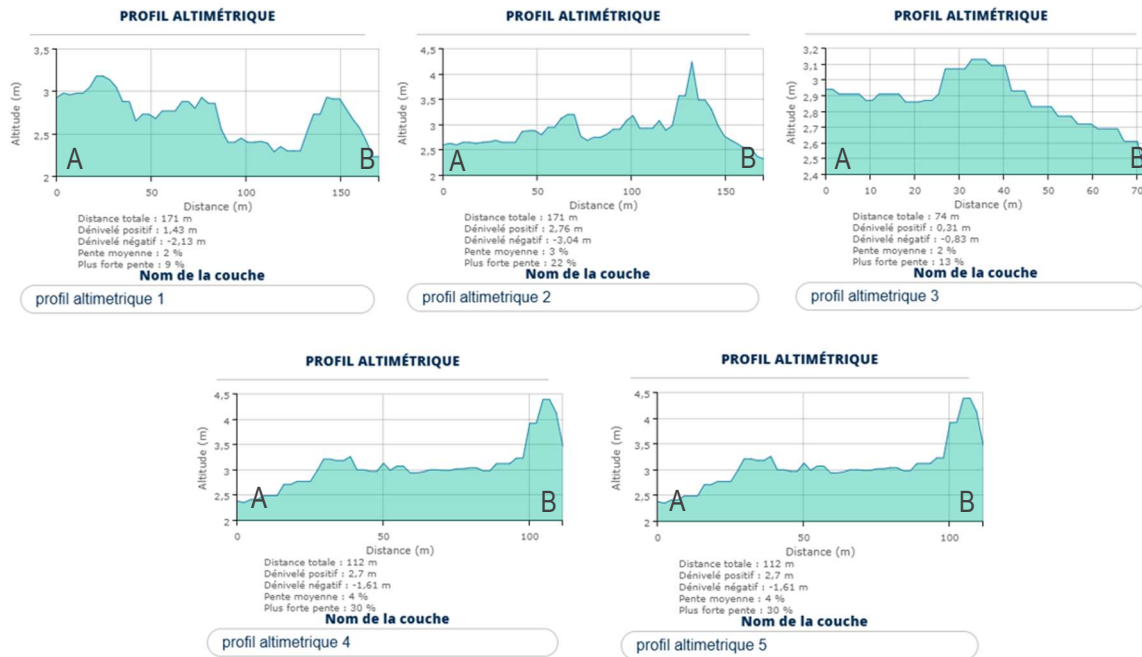 PROFIL ALTIMÉTRIQUE
3,5
3
2,5
2
Altitude (m)
A
B
0
50
100
150
Distance (m)
Distance totale : 171 m
Dénivelé positif : 1,43 m
Dénivelé négatif : -2,13 m
Pente moyenne : 2 %
Plus forte pente : 9 %
Nom de la couche
profil altimetrique 1
PROFIL ALTIMÉTRIQUE
4,5
4
3,5
3
2,5
2
Altitude (m)
A
B
0
50
100
150
Distance (m)
Distance totale : 171 m
Dénivelé positif : 2,76 m
Dénivelé négatif : -3,04 m
Pente moyenne : 3 %
Plus forte pente : 22 %
Nom de la couche
profil altimetrique 2
PROFIL ALTIMÉTRIQUE
3,2
3,1
3
2,9
2,8
2,7
2,6
2,5
2,4
Altitude (m)
A
B
0
10
20
30
40
50
60
70
Distance (m)
Distance totale : 74 m
Dénivelé positif : 0,31 m
Dénivelé négatif : -0,83 m
Pente moyenne : 2 %
Plus forte pente : 13 %
Nom de la couche
profil altimetrique 3
PROFIL ALTIMÉTRIQUE
4,5
4
3,5
3
2,5
2
Altitude (m)
A
B
0
50
100
Distance (m)
Distance totale : 112 m
Dénivelé positif : 2,7 m
Dénivelé négatif : -1,61 m
Pente moyenne : 4 %
Plus forte pente : 30 %
Nom de la couche
profil altimetrique 4
PROFIL ALTIMÉTRIQUE
4,5
4
3,5
3
2,5
2
Altitude (m)
A
B
0
50
100
Distance (m)
Distance totale : 112 m
Dénivelé positif : 2,7 m
Dénivelé négatif : -1,61 m
Pente moyenne : 4 %
Plus forte pente : 30 %
Nom de la couche
profil altimetrique 5